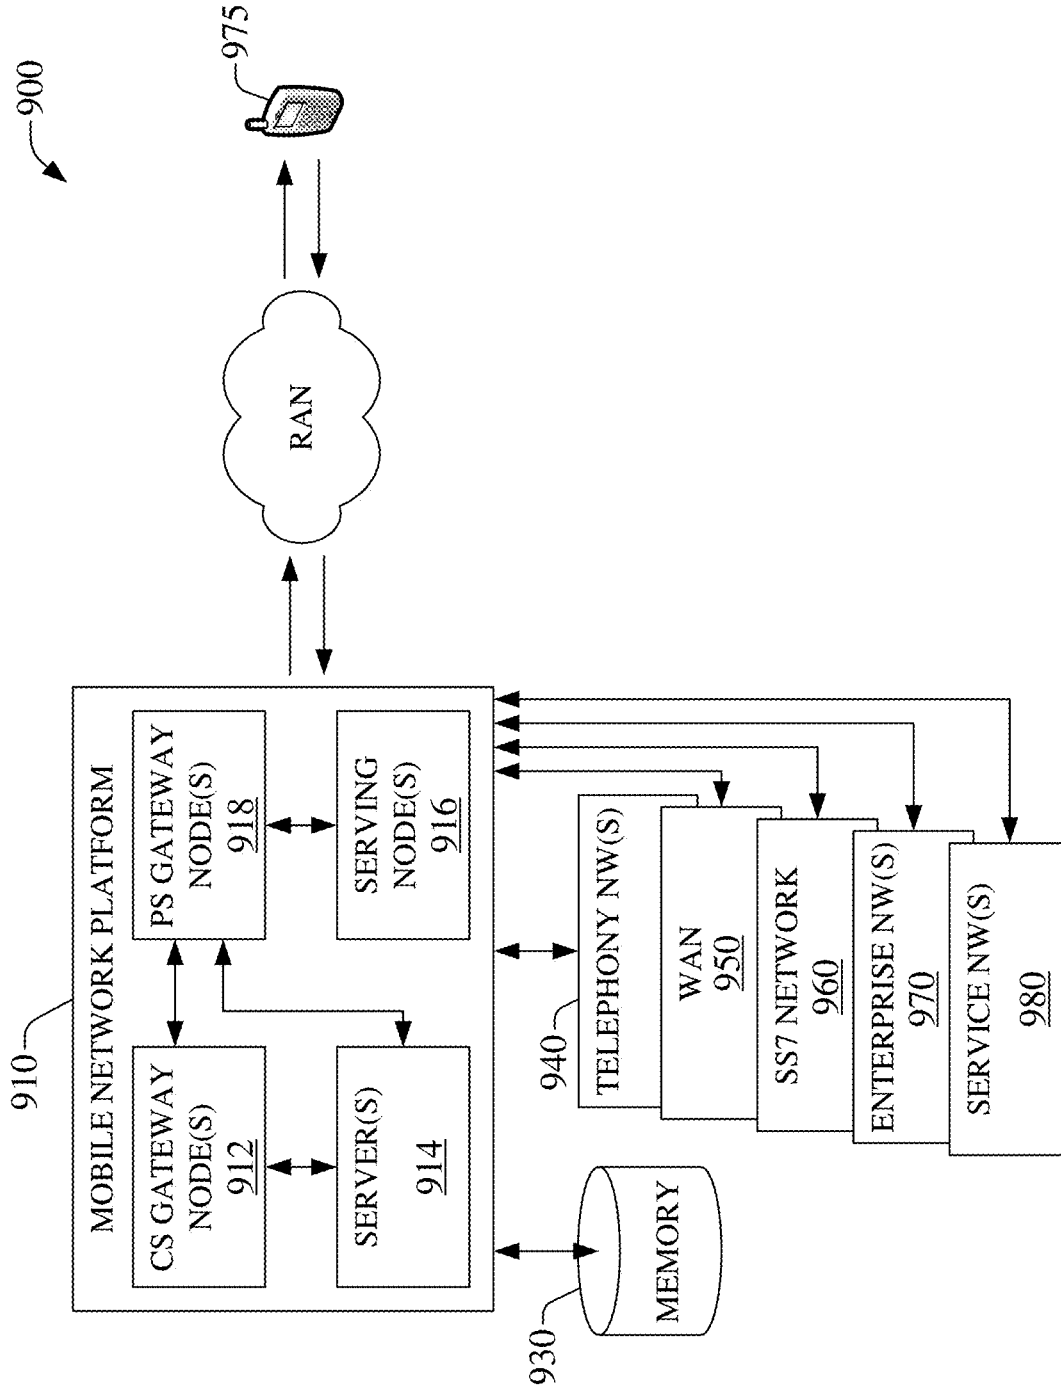 900
910
MOBILE NETWORK PLATFORM
CS GATEWAY
NODE(S)
912
PS GATEWAY
NODE(S)
918
SERVER(S)
914
SERVING
NODE(S)
916
RAN
975
930
MEMORY
940
TELEPHONY NW(S)
WAN
950
SS7 NETWORK
960
ENTERPRISE NW(S)
970
SERVICE NW(S)
980